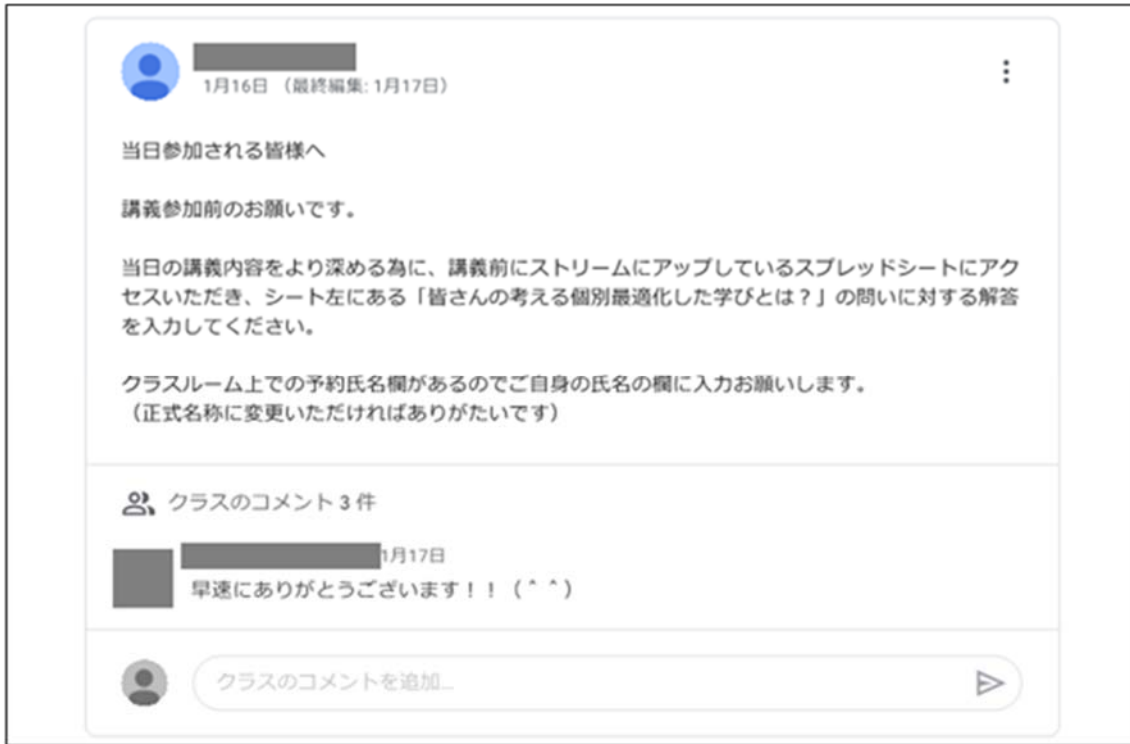 1月16日 （最終編集: 1月17日）
当日参加される皆様へ
講義参加前のお願いです。
当日の講義内容をより深める為に、講義前にストリームにアップしているスプレッドシートにアク
セスいただき、シート左にある「皆さんの考える個別最適化した学びとは？」の問いに対する解答
を入力してください。
クラスルーム上での予約氏名欄があるのでご自身の氏名の欄に入力お願いします。
（正式名称に変更いただければありがたいです）
クラスのコメント 3 件
1月17日
早速にありがとうございます！！（＾＾）
クラスのコメントを追加...